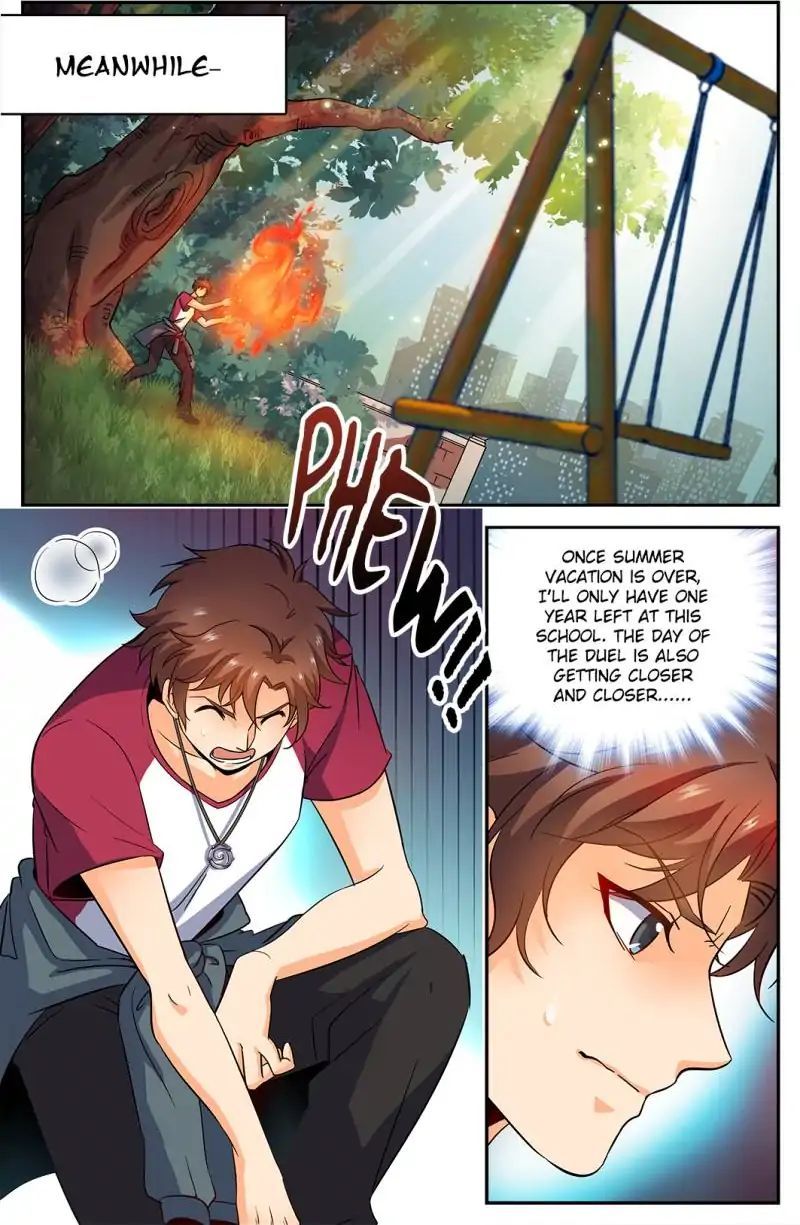 MEANWHILE-
PHEW!!
ONCE SUMMER
VACATION IS OVER,
I'LL ONLY HAVE ONE
YEAR LEFT AT THIS
SCHOOL. THE DAY OF
THE DUEL IS ALSO
GETTING CLOSER
AND CLOSER......